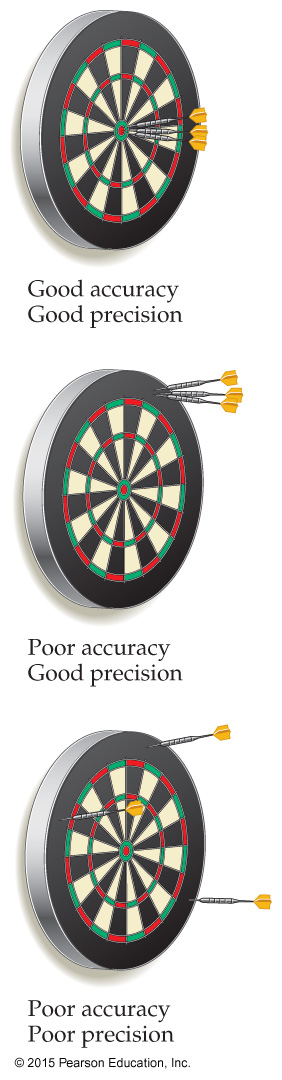 Good accuracy
Good precision
Poor accuracy
Good precision
Poor accuracy
Poor precision
© 2015 Pearson Education, Inc.